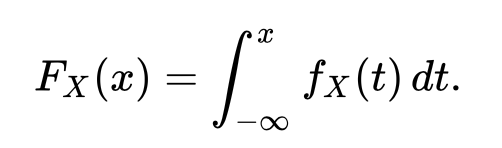 F_X(x) = ∫_{-∞}^{x} f_X(t) dt.